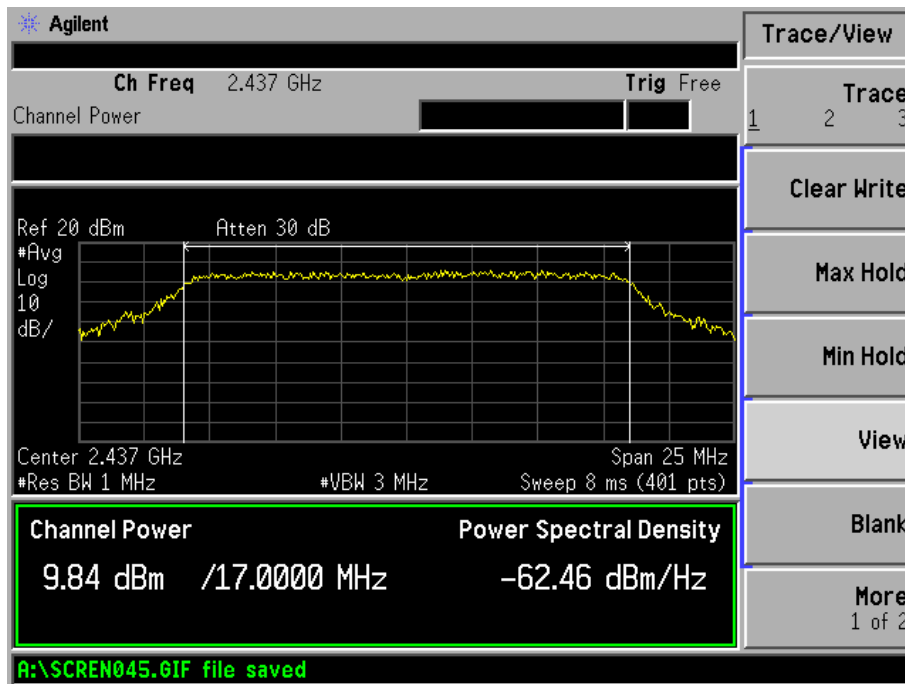 Agilent
Trace/View
Ch Freq 2.437 GHz Trig Free
Channel Power
Trace
1 2 3
Clear Write
Ref 20 dBm Atten 30 dB
#Avg
Log
10
dB/
Max Hold
Min Hold
View
Center 2.437 GHz Span 25 MHz
#Res BW 1 MHz #VBW 3 MHz Sweep 8 ms (401 pts)
Channel Power Power Spectral Density
9.84 dBm /17.0000 MHz -62.46 dBm/Hz
Blank
More
1 of 2
A:\SCREN045.GIF file saved